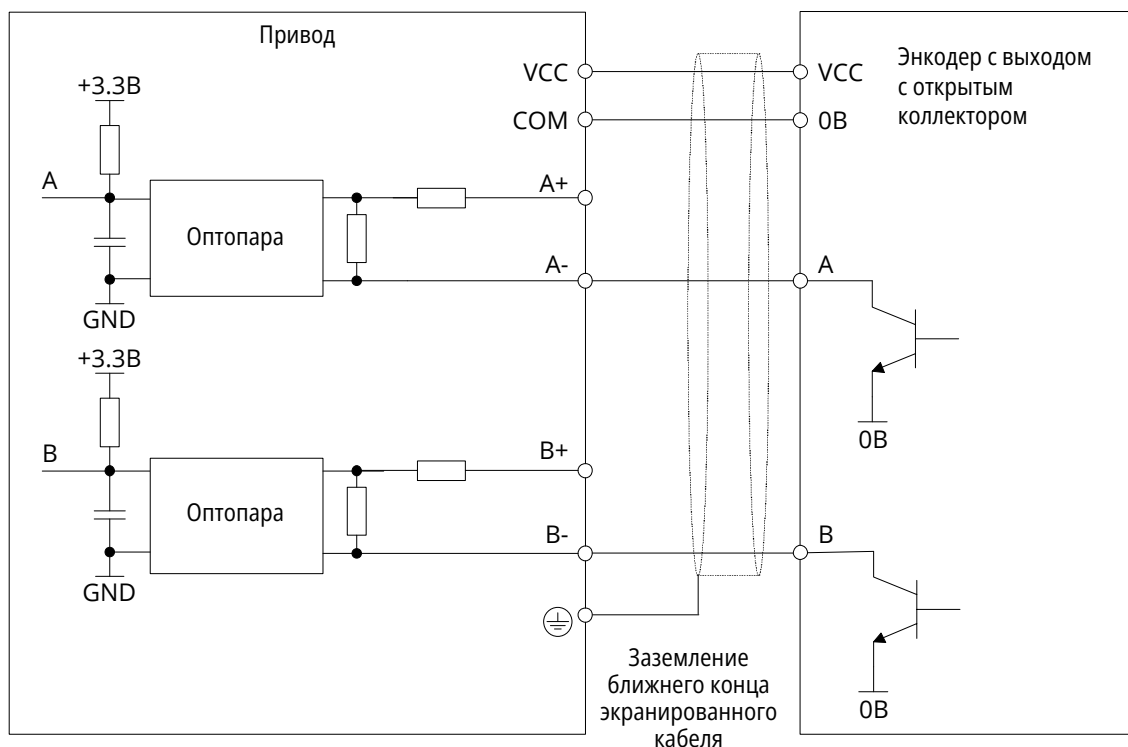 Привод
Энкодер с выходом
с открытым
коллектором
+3.3В
VCC
VCC
COM
0В
A
A+
Оптопара
A-
A
GND
+3.3В
0В
B
B+
Оптопара
B-
B
GND
Заземление
ближнего конца
экранированного
кабеля
0В